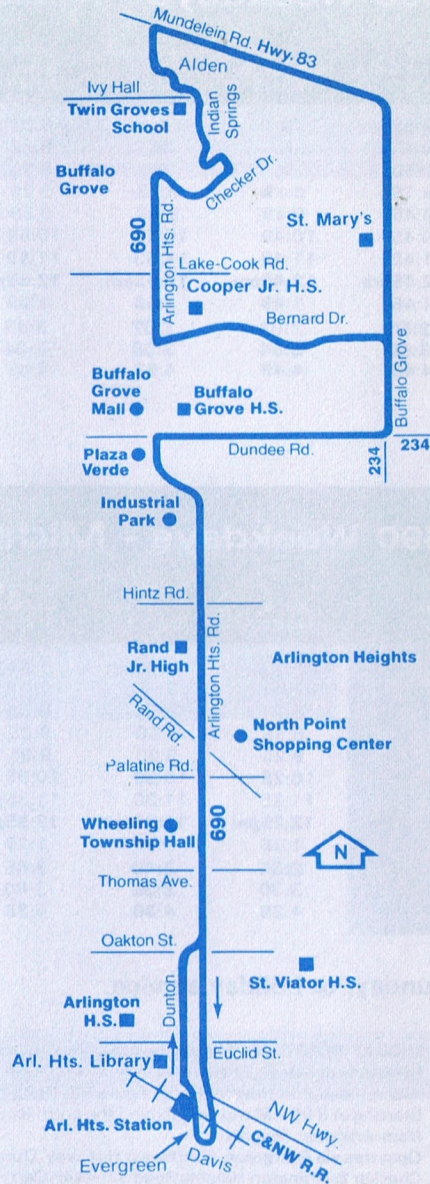 Mundelein Rd. Hwy. 83
Alden
Ivy Hall
Twin Groves
School
Indian
Springs
Buffalo
Grove
Checker Dr.
690
Arlington Hts. Rd.
St. Mary's
Lake-Cook Rd.
Cooper Jr. H.S.
Bernard Dr.
Buffalo Grove
Buffalo
Grove
Mall
Buffalo
Grove H.S.
Plaza
Verde
Dundee Rd.
234
234
Industrial
Park
Hintz Rd.
Rand
Jr. High
Arlington Hts. Rd.
Arlington Heights
Rand Rd.
North Point
Shopping Center
Palatine Rd.
Wheeling
Township Hall
690
N
Thomas Ave.
Oakton St.
St. Viator H.S.
Dunton
Arlington
H.S.
Euclid St.
Arl. Hts. Library
NW Hwy.
Arl. Hts. Station
C&NW R.R.
Evergreen
Davis